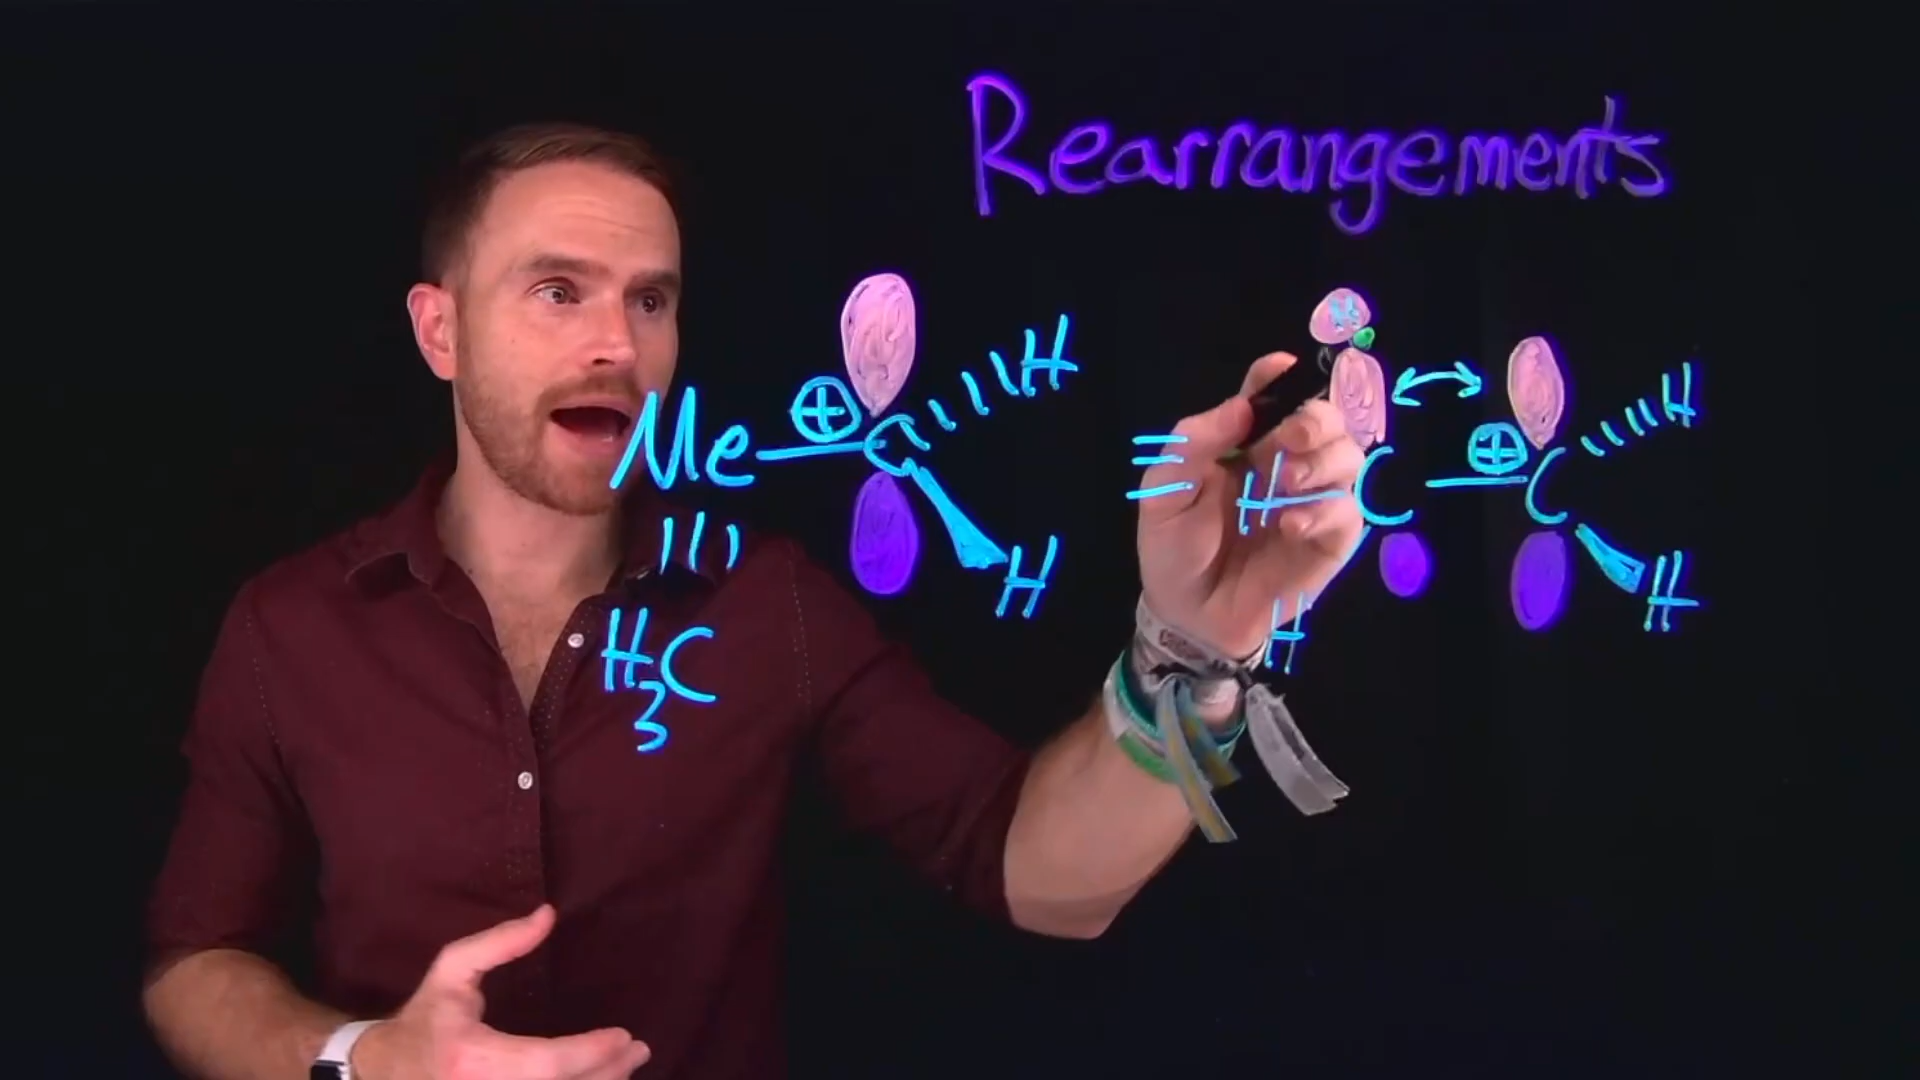 Rearrangements
Me — ⊕ C H H
≡
H C — ⊕ C H H
H
H₃C